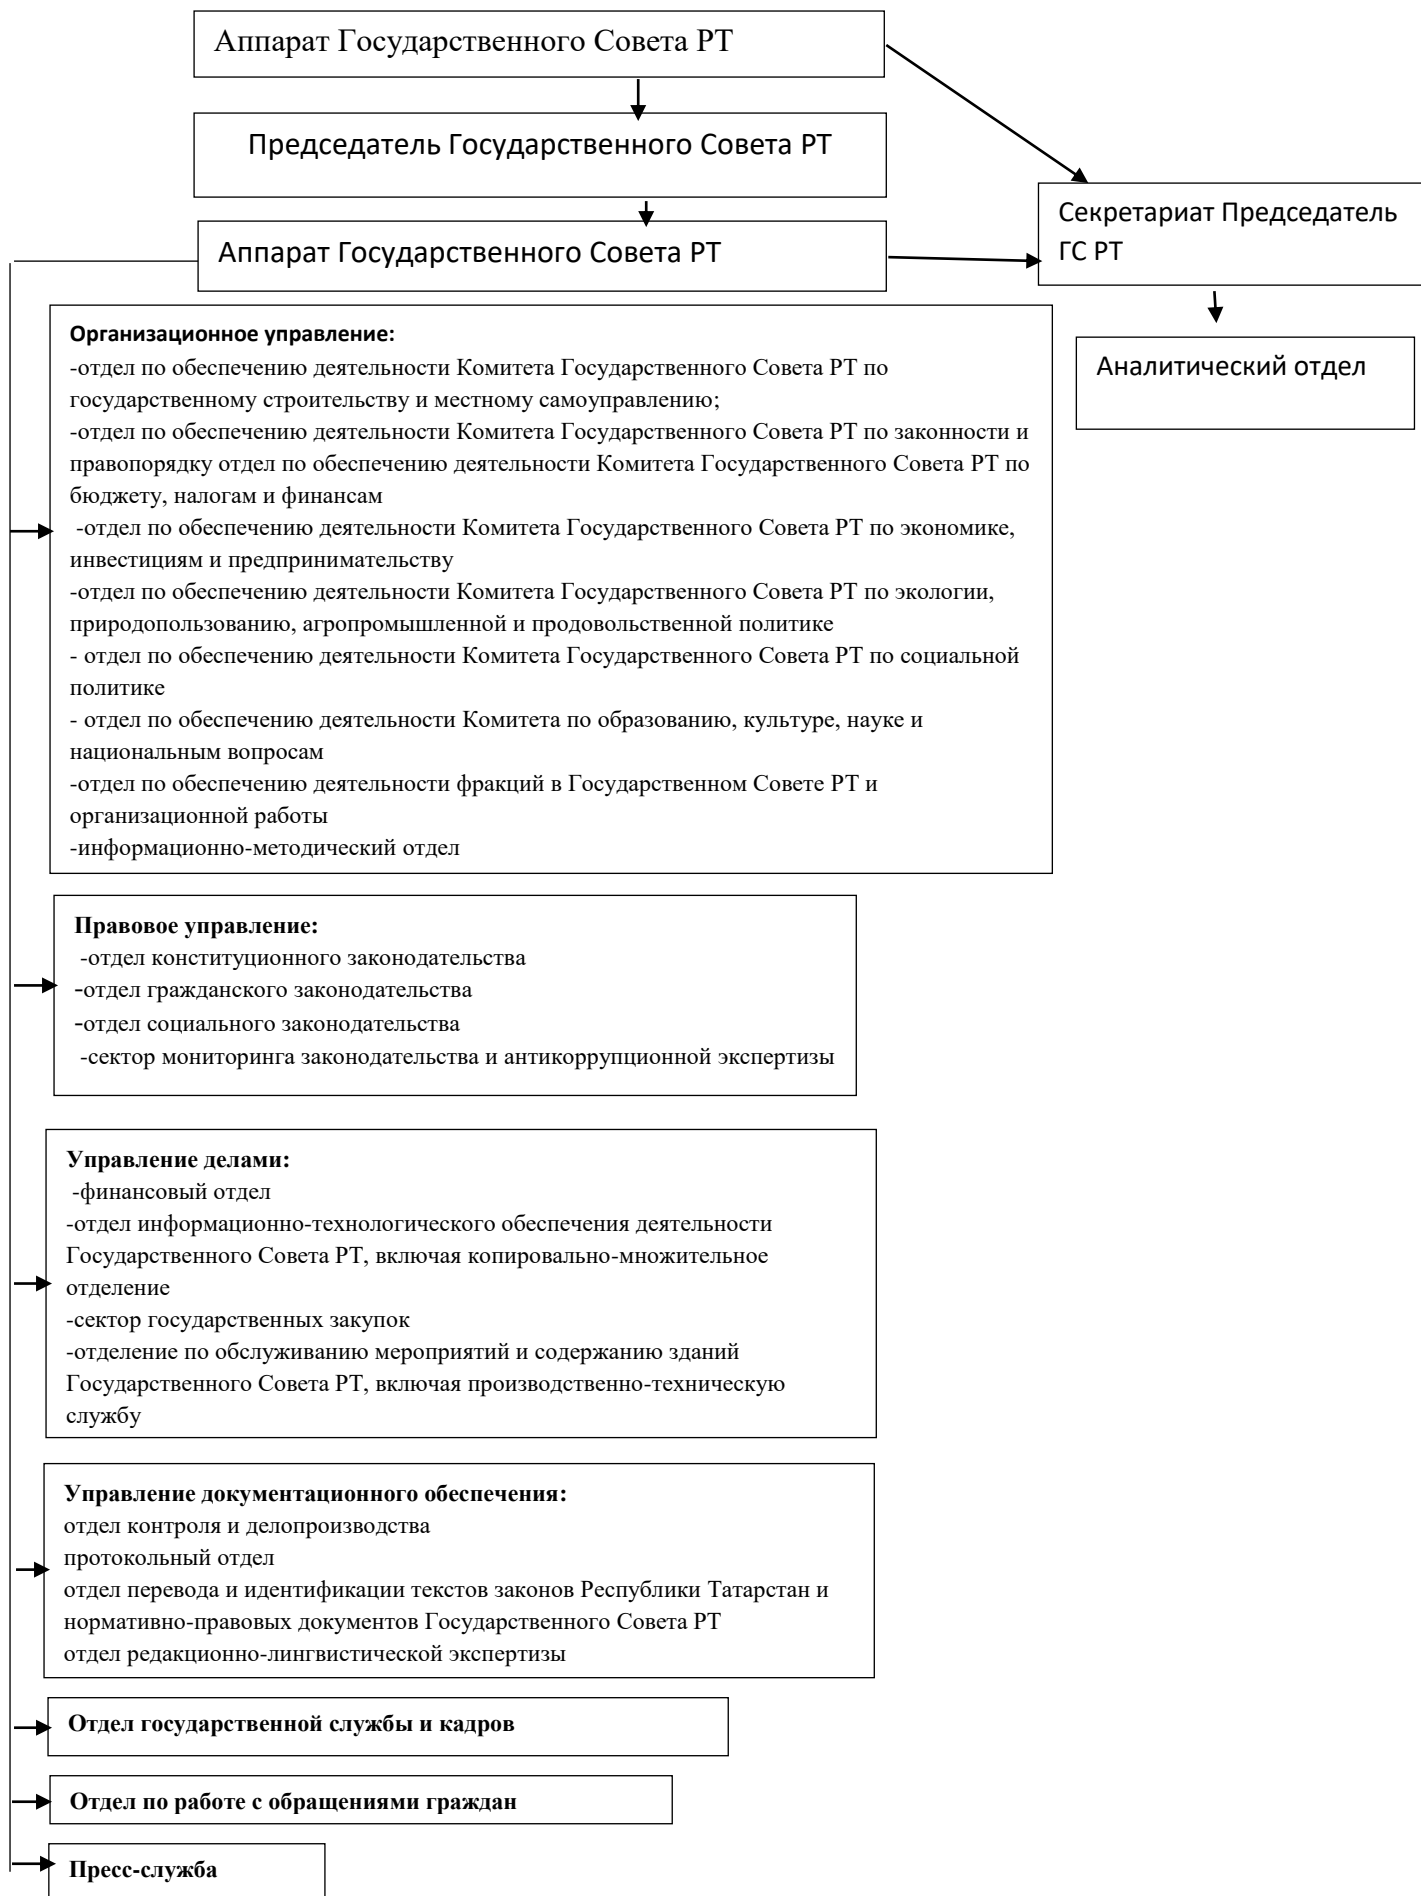 Аппарат Государственного Совета РТ
Председатель Государственного Совета РТ
Аппарат Государственного Совета РТ
Секретариат Председатель
ГС РТ
Аналитический отдел
Организационное управление:
-отдел по обеспечению деятельности Комитета Государственного Совета РТ по
государственному строительству и местному самоуправлению;
-отдел по обеспечению деятельности Комитета Государственного Совета РТ по законности и
правопорядку отдел по обеспечению деятельности Комитета Государственного Совета РТ по
бюджету, налогам и финансам
-отдел по обеспечению деятельности Комитета Государственного Совета РТ по экономике,
инвестициям и предпринимательству
-отдел по обеспечению деятельности Комитета Государственного Совета РТ по экологии,
природопользованию, агропромышленной и продовольственной политике
- отдел по обеспечению деятельности Комитета Государственного Совета РТ по социальной
политике
- отдел по обеспечению деятельности Комитета по образованию, культуре, науке и
национальным вопросам
-отдел по обеспечению деятельности фракций в Государственном Совете РТ и
организационной работы
-информационно-методический отдел
Правовое управление:
-отдел конституционного законодательства
-отдел гражданского законодательства
-отдел социального законодательства
-сектор мониторинга законодательства и антикоррупционной экспертизы
Управление делами:
-финансовый отдел
-отдел информационно-технологического обеспечения деятельности
Государственного Совета РТ, включая копировально-множительное
отделение
-сектор государственных закупок
-отделение по обслуживанию мероприятий и содержанию зданий
Государственного Совета РТ, включая производственно-техническую
службу
Управление документационного обеспечения:
отдел контроля и делопроизводства
протокольный отдел
отдел перевода и идентификации текстов законов Республики Татарстан и
нормативно-правовых документов Государственного Совета РТ
отдел редакционно-лингвистической экспертизы
Отдел государственной службы и кадров
Отдел по работе с обращениями граждан
Пресс-служба